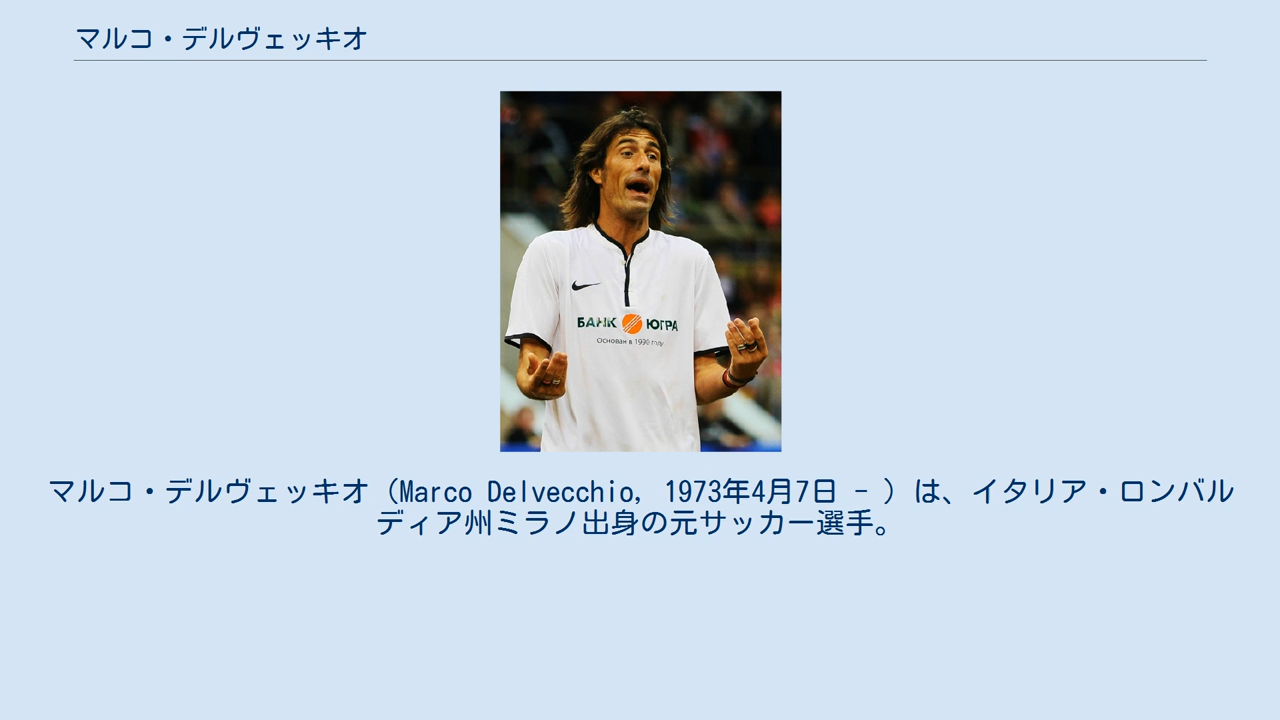 マルコ・デルヴェッキオ
БАНК ЮГРА
Основан в 1990 году
マルコ・デルヴェッキオ（Marco Delvecchio, 1973年4月7日 - ）は、イタリア・ロンバル
ディア州ミラノ出身の元サッカー選手。